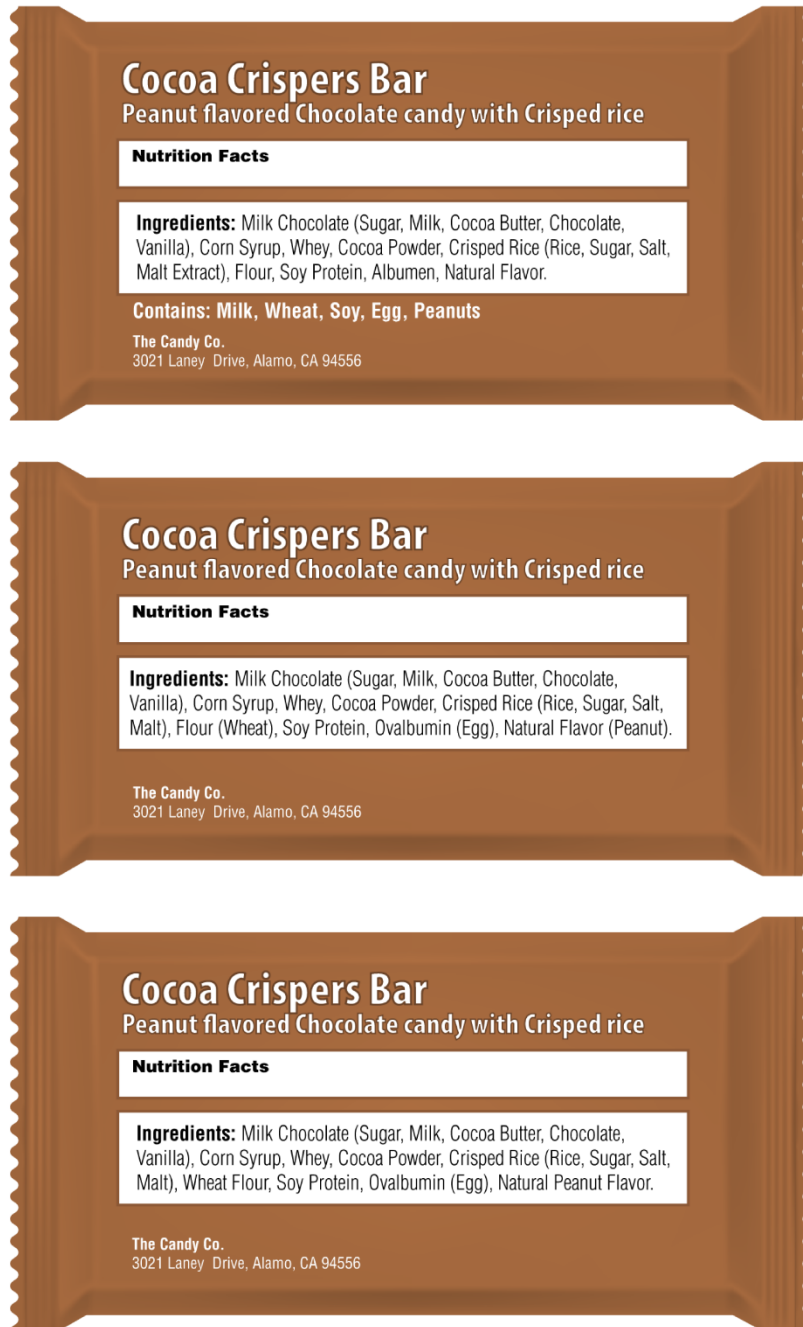 Cocoa Crispers Bar
Peanut flavored Chocolate candy with Crisped rice
Nutrition Facts
Ingredients: Milk Chocolate (Sugar, Milk, Cocoa Butter, Chocolate,
Vanilla), Corn Syrup, Whey, Cocoa Powder, Crisped Rice (Rice, Sugar, Salt,
Malt Extract), Flour, Soy Protein, Albumen, Natural Flavor.
Contains: Milk, Wheat, Soy, Egg, Peanuts
The Candy Co.
3021 Laney Drive, Alamo, CA 94556
Cocoa Crispers Bar
Peanut flavored Chocolate candy with Crisped rice
Nutrition Facts
Ingredients: Milk Chocolate (Sugar, Milk, Cocoa Butter, Chocolate,
Vanilla), Corn Syrup, Whey, Cocoa Powder, Crisped Rice (Rice, Sugar, Salt,
Malt), Flour (Wheat), Soy Protein, Ovalbumin (Egg), Natural Flavor (Peanut).
The Candy Co.
3021 Laney Drive, Alamo, CA 94556
Cocoa Crispers Bar
Peanut flavored Chocolate candy with Crisped rice
Nutrition Facts
Ingredients: Milk Chocolate (Sugar, Milk, Cocoa Butter, Chocolate,
Vanilla), Corn Syrup, Whey, Cocoa Powder, Crisped Rice (Rice, Sugar, Salt,
Malt), Wheat Flour, Soy Protein, Ovalbumin (Egg), Natural Peanut Flavor.
The Candy Co.
3021 Laney Drive, Alamo, CA 94556